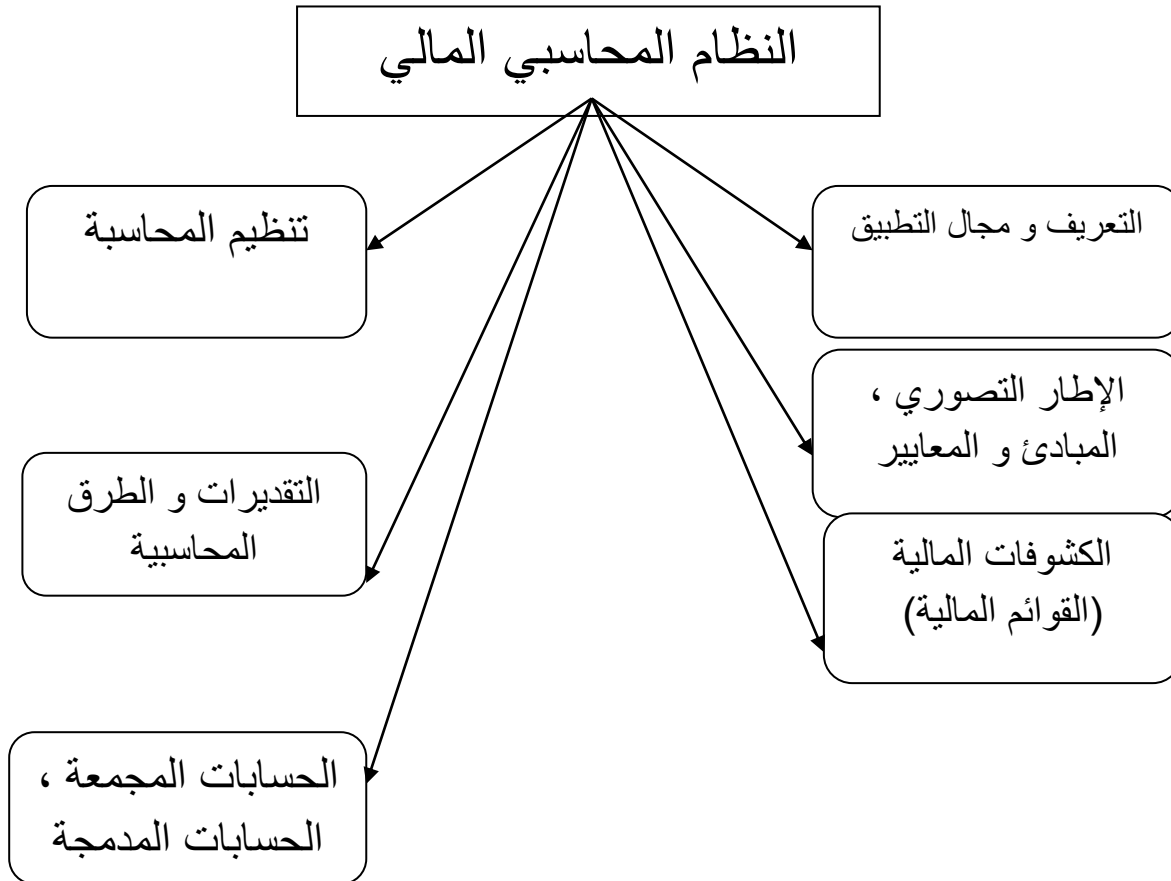 النظام المحاسبي المالي
التعريف و مجال التطبيق
الإطار التصوري ،
المبادئ و المعايير
الكشوفات المالية
(القوائم المالية)
تنظيم المحاسبة
التقديرات و الطرق
المحاسبية
الحسابات المجمعة ،
الحسابات المدمجة